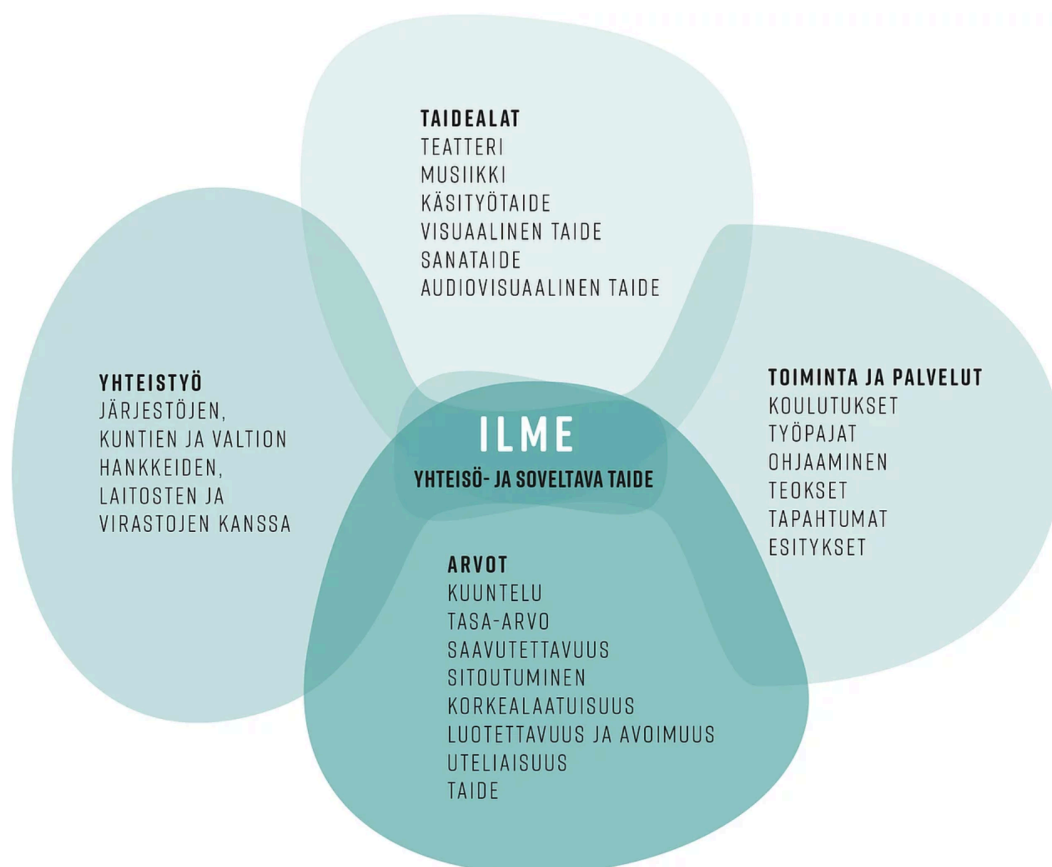 TAIDEALAT
TEATTERI
MUSIIKKI
KÄSITYÖTAIDE
VISUAALINEN TAIDE
SANATAIDE
AUDIOVISUAALINEN TAIDE
YHTEISTYÖ
JÄRJESTÖJEN,
KUNTIEN JA VALTION
HANKKEIDEN,
LAITOSTEN JA
VIRASTOJEN KANSSA
TOIMINTA JA PALVELUT
KOULUTUKSET
TYÖPAJAT
OHJAAMINEN
TEOKSET
TAPAHTUMAT
ESITYKSET
ILME
YHTEISÖ- JA SOVELTAVA TAIDE
ARVOT
KUUNTELU
TASA-ARVO
SAAVUTETTAVUUS
SITOUTUMINEN
KORKEALAATUISUUS
LUOTETTAVUUS JA AVOIMUUS
UTELIAISUUS
TAIDE